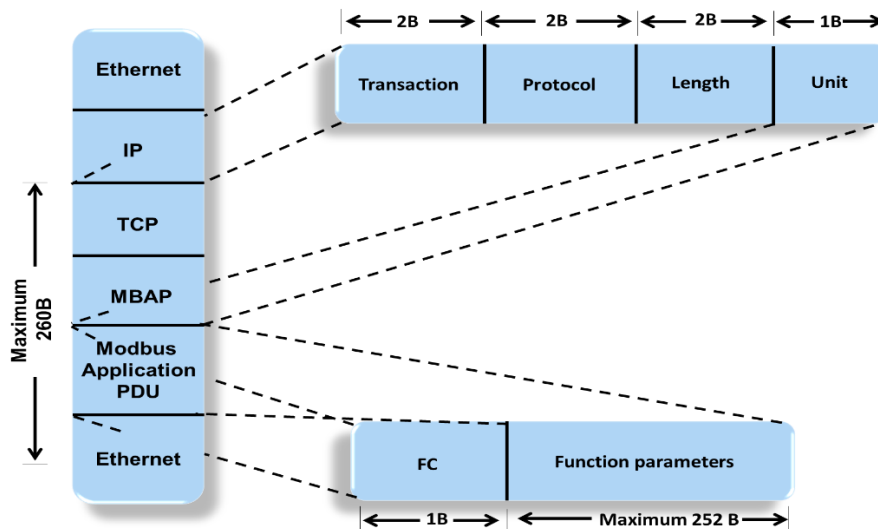 2B
2B
2B
1B
Transaction
Protocol
Length
Unit
Ethernet
IP
TCP
MBAP
Modbus
Application
PDU
Ethernet
Maximum
260B
FC
Function parameters
1B
Maximum 252 B